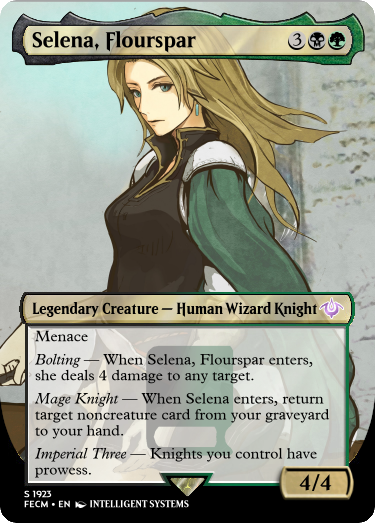 Selena, Flourspar 3
Legendary Creature — Human Wizard Knight
Menace
Bolting — When Selena, Flourspar enters,
she deals 4 damage to any target.
Mage Knight — When Selena enters, return
target noncreature card from your graveyard
to your hand.
Imperial Three — Knights you control have
prowess.
4/4
S 1923
FECM • EN INTELLIGENT SYSTEMS